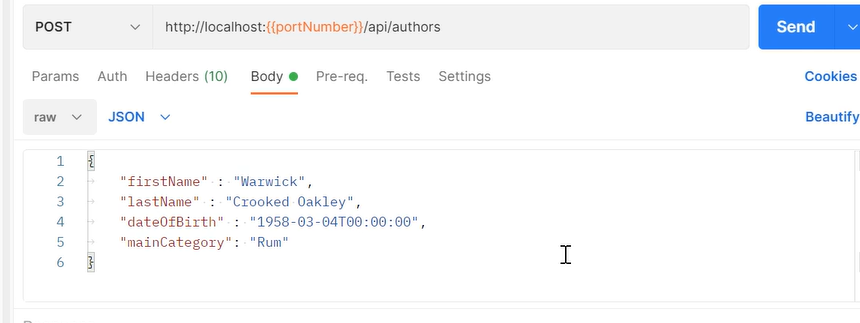 POST http://localhost:{{portNumber}}/api/authors Send
Params Auth Headers (10) Body Pre-req. Tests Settings Cookies
raw JSON Beautify
1 {
2 "firstName" : "Warwick",
3 "lastName" : "Crooked Oakley",
4 "dateOfBirth" : "1958-03-04T00:00:00",
5 "mainCategory": "Rum"
6 }